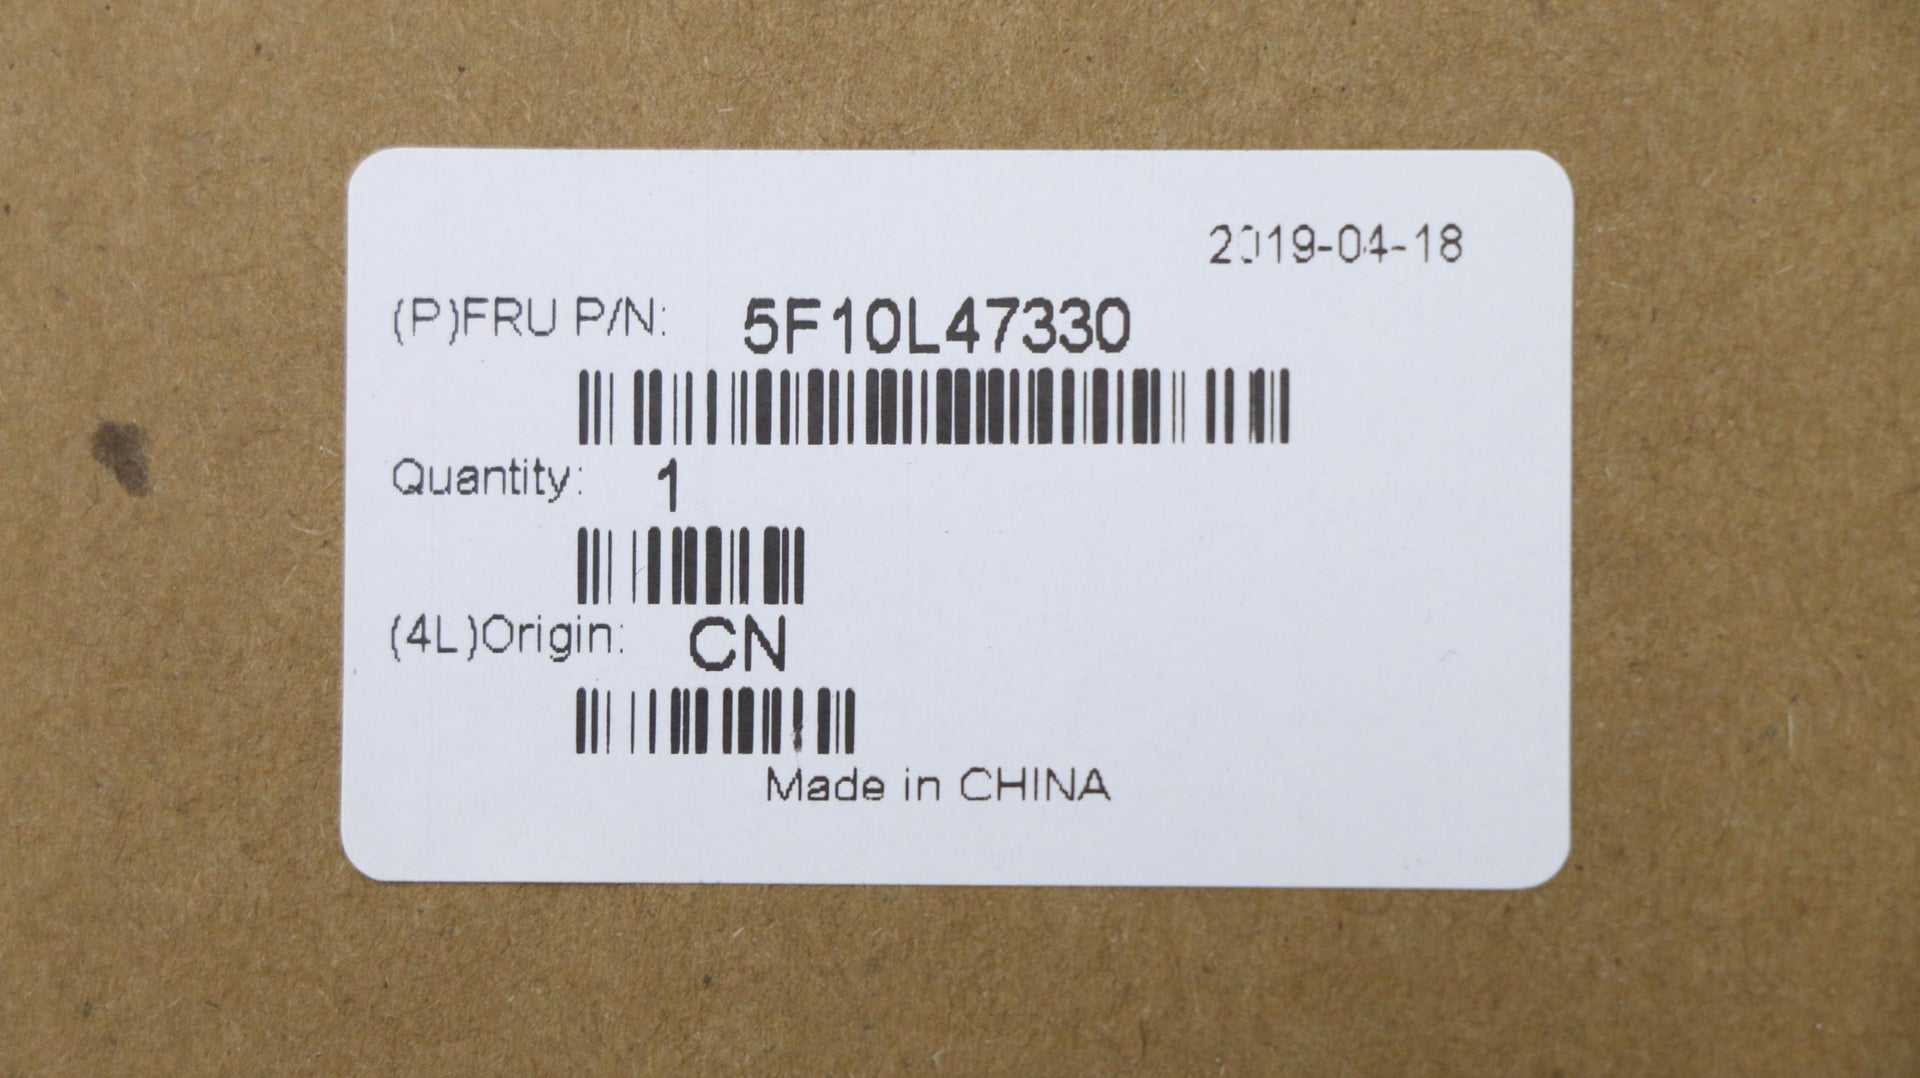 2019-04-18
(P)FRU P/N: 5F10L47330
Quantity: 1
(4L)Origin: CN
Made in CHINA